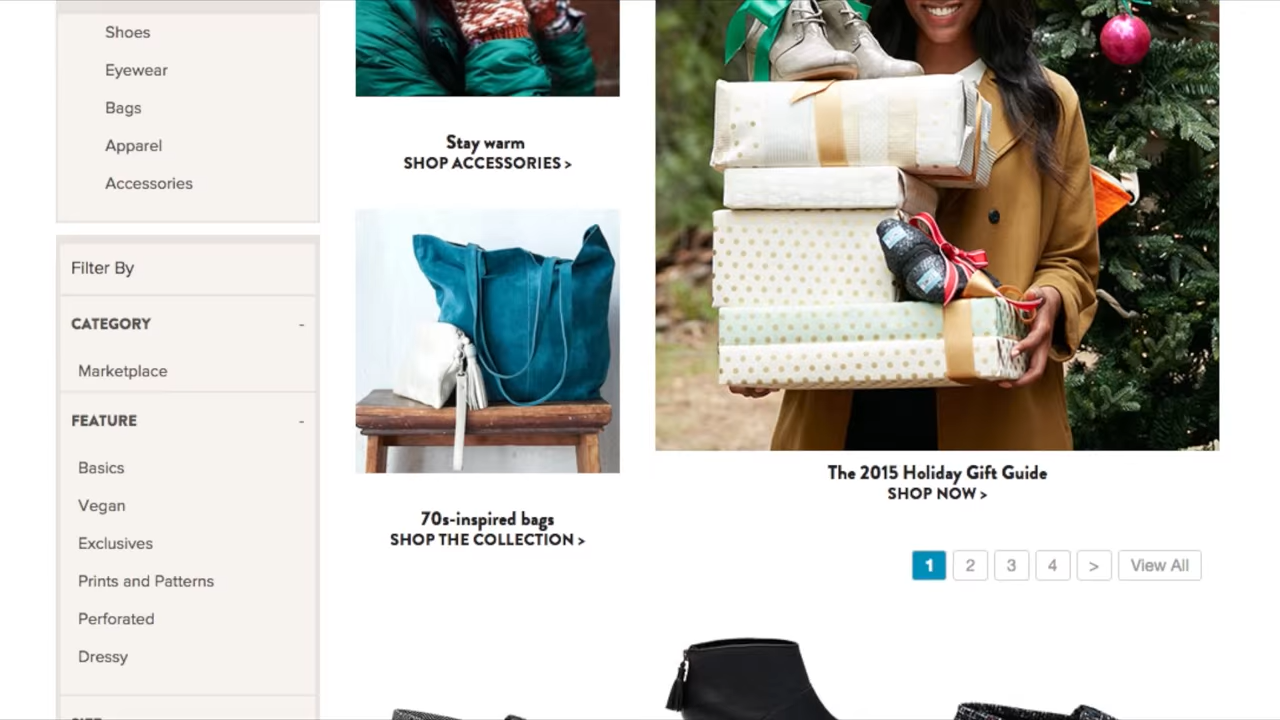 Shoes
Eyewear
Bags
Apparel
Accessories
Filter By
CATEGORY -
Marketplace
FEATURE -
Basics
Vegan
Exclusives
Prints and Patterns
Perforated
Dressy
Stay warm
SHOP ACCESSORIES >
70s-inspired bags
SHOP THE COLLECTION >
The 2015 Holiday Gift Guide
SHOP NOW >
1 2 3 4 > View All